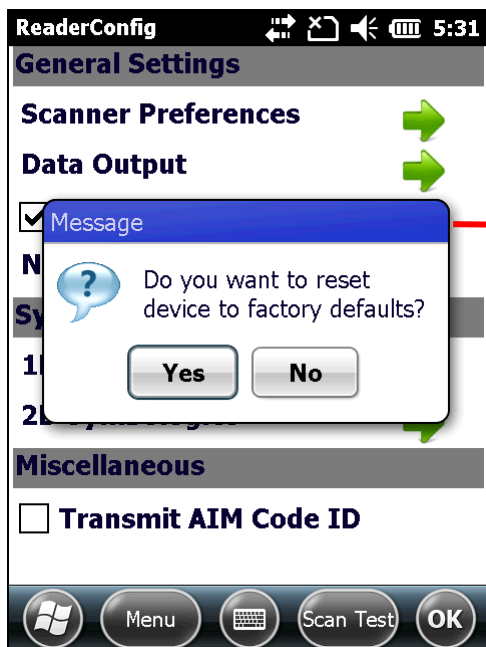 ReaderConfig 5:31
General Settings
Scanner Preferences
Data Output
Message
N
Do you want to reset
device to factory defaults?
Sy
Yes No
Miscellaneous
Transmit AIM Code ID
Menu Scan Test OK